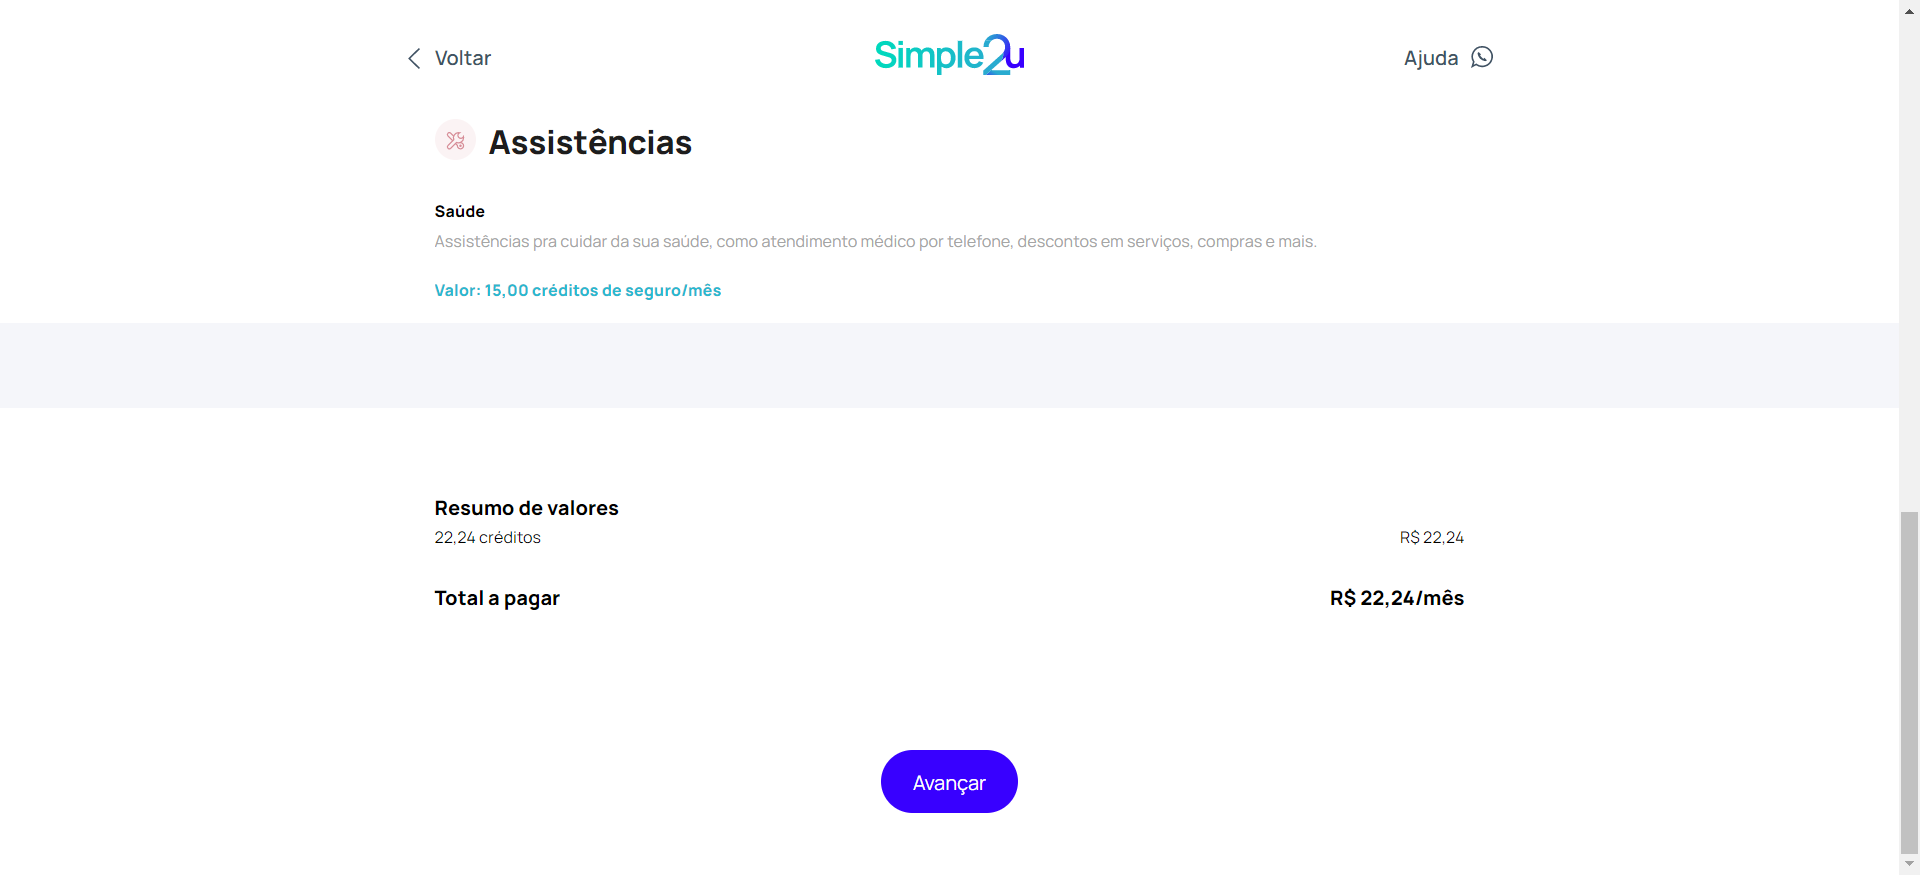 Voltar
Simple2u
Ajuda
Assistências
Saúde
Assistências pra cuidar da sua saúde, como atendimento médico por telefone, descontos em serviços, compras e mais.
Valor: 15,00 créditos de seguro/mês
Resumo de valores
22,24 créditos R$ 22,24
Total a pagar R$ 22,24/mês
Avançar